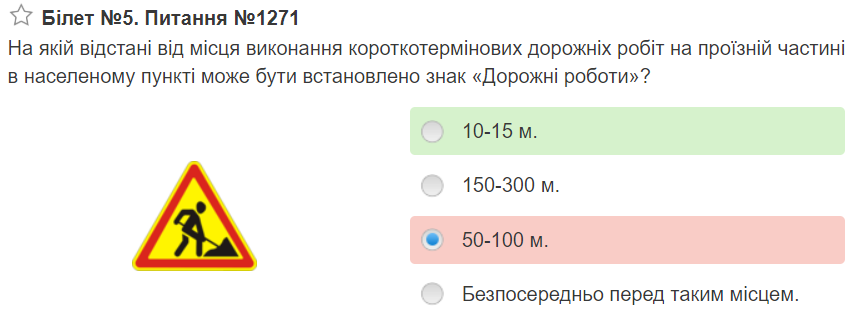 Білет №5. Питання №1271
На якій відстані від місця виконання короткотермінових дорожніх робіт на проїзній частині
в населеному пункті може бути встановлено знак «Дорожні роботи»?
10-15 м.
150-300 м.
50-100 м.
Безпосередньо перед таким місцем.